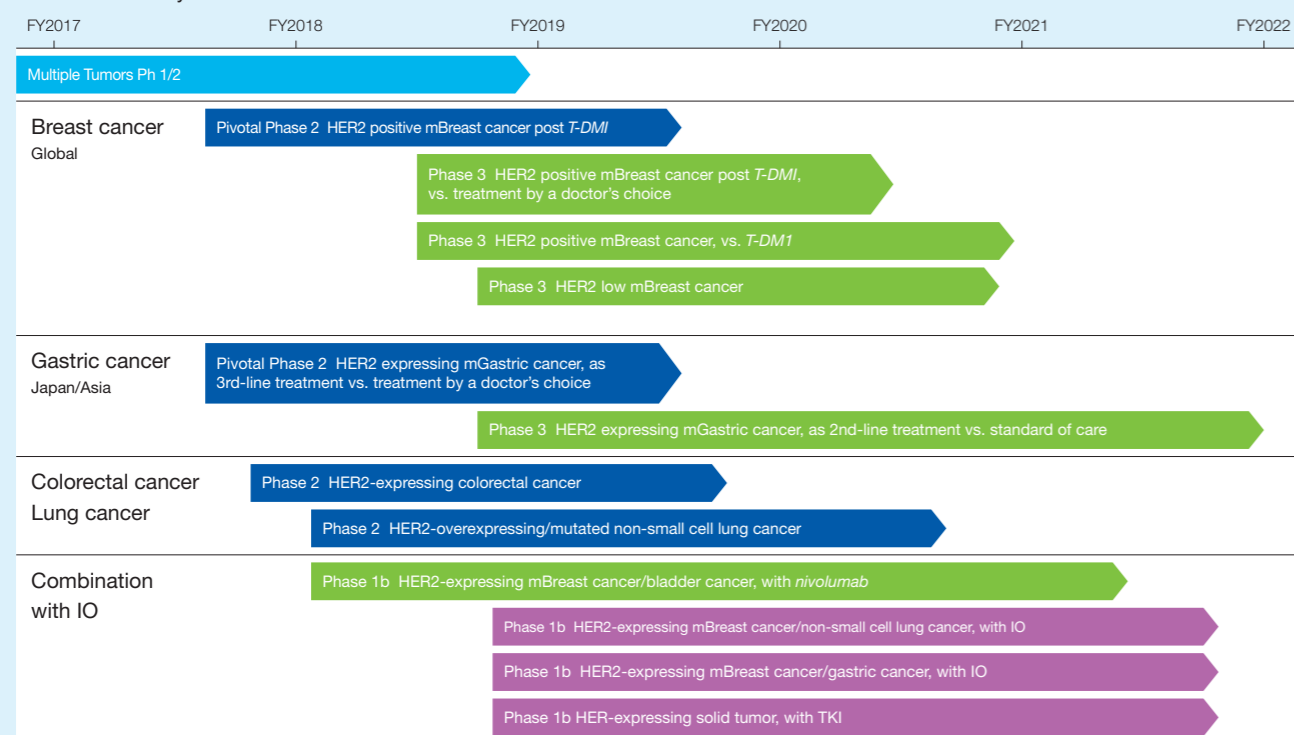 FY2017 FY2018 FY2019 FY2020 FY2021 FY2022
Multiple Tumors Ph 1/2
Breast cancer
Global
Pivotal Phase 2 HER2 positive mBreast cancer post T-DMI
Phase 3 HER2 positive mBreast cancer post T-DMI,
vs. treatment by a doctor’s choice
Phase 3 HER2 positive mBreast cancer, vs. T-DM1
Phase 3 HER2 low mBreast cancer
Gastric cancer
Japan/Asia
Pivotal Phase 2 HER2 expressing mGastric cancer, as
3rd-line treatment vs. treatment by a doctor’s choice
Phase 3 HER2 expressing mGastric cancer, as 2nd-line treatment vs. standard of care
Colorectal cancer
Lung cancer
Phase 2 HER2-expressing colorectal cancer
Phase 2 HER2-overexpressing/mutated non-small cell lung cancer
Combination
with IO
Phase 1b HER2-expressing mBreast cancer/bladder cancer, with nivolumab
Phase 1b HER2-expressing mBreast cancer/non-small cell lung cancer, with IO
Phase 1b HER2-expressing mBreast cancer/gastric cancer, with IO
Phase 1b HER-expressing solid tumor, with TKI